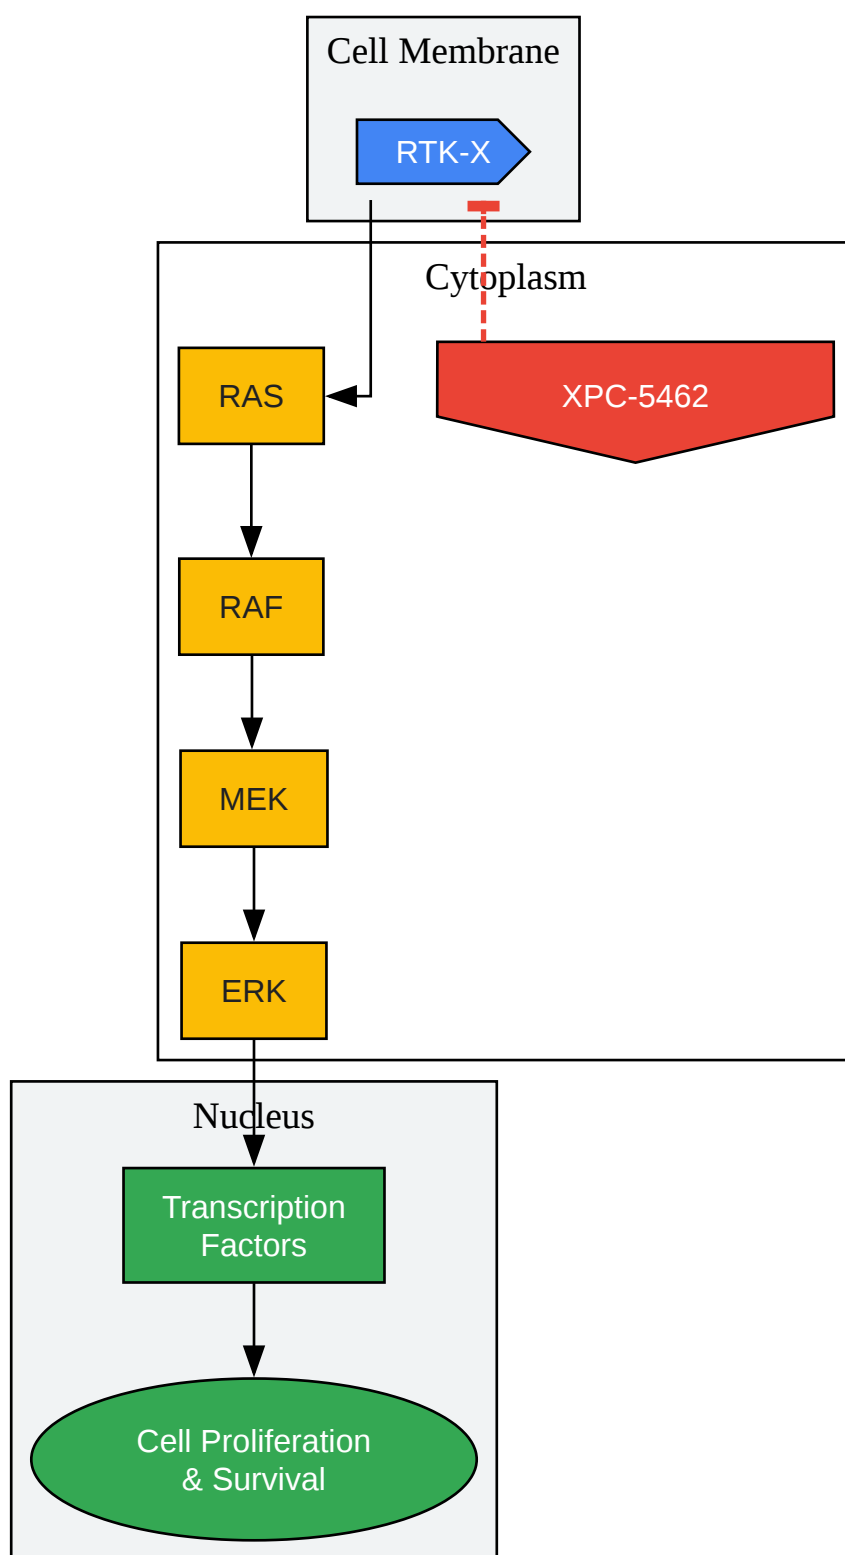 Cell Membrane
RTK-X
Cytoplasm
RAS
XPC-5462
RAF
MEK
ERK
Nucleus
Transcription
Factors
Cell Proliferation
& Survival